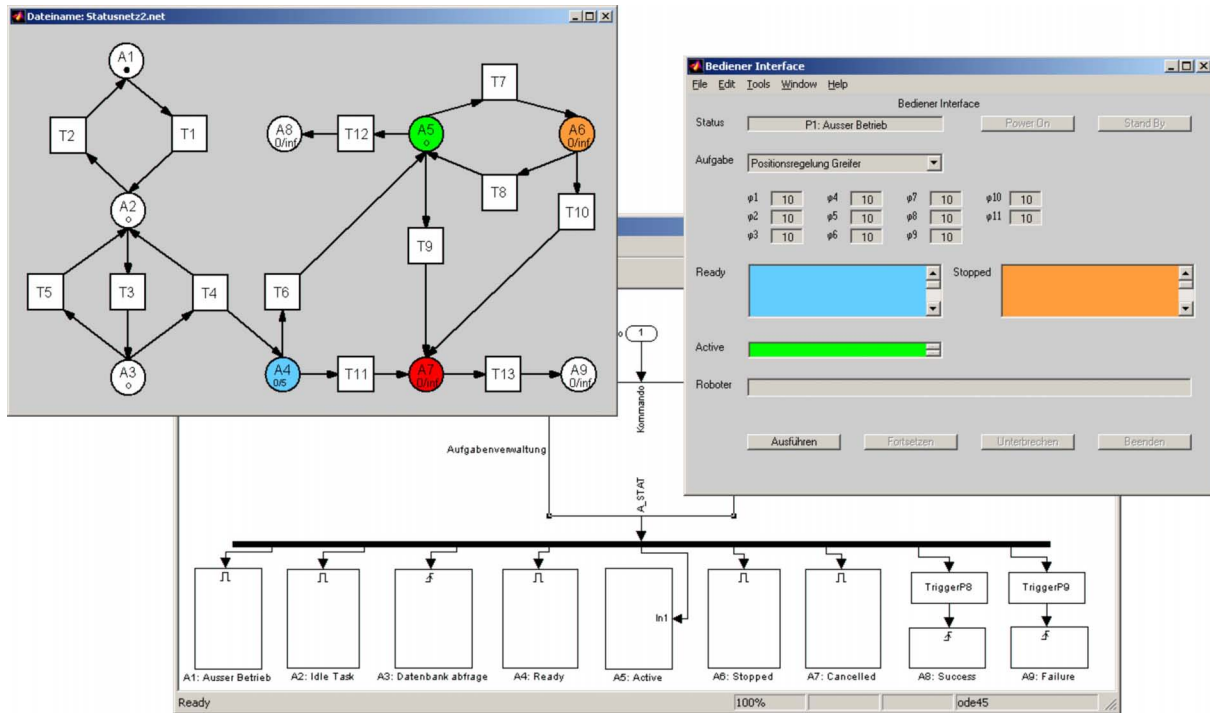 Dateiname: Statusnetz2.net
A1
T7
T2
T1
A8
0/inf
T12
A5
A6
0/inf
T8
A2
T10
T9
T5
T3
T4
T6
A3
A4
0/5
T11
A7
0/inf
T13
A9
0/inf
Bediener Interface
File Edit Tools Window Help
Bediener Interface
Status P1: Ausser Betrieb Power On Stand By
Aufgabe Positionsregelung Greifer
φ1 10 φ4 10 φ7 10 φ10 10
φ2 10 φ5 10 φ8 10 φ11 10
φ3 10 φ6 10 φ9 10
Ready Stopped
Active
Roboter
Ausführen Fortsetzen Unterbrechen Beenden
o 1
Kommando
Aufgabenverwaltung
A_STAT
In1
TriggerP8 TriggerP9
A1: Ausser Betrieb A2: Idle Task A3: Datenbank abfrage A4: Ready A5: Active A6: Stopped A7: Cancelled A8: Success A9: Failure
Ready 100% ode45